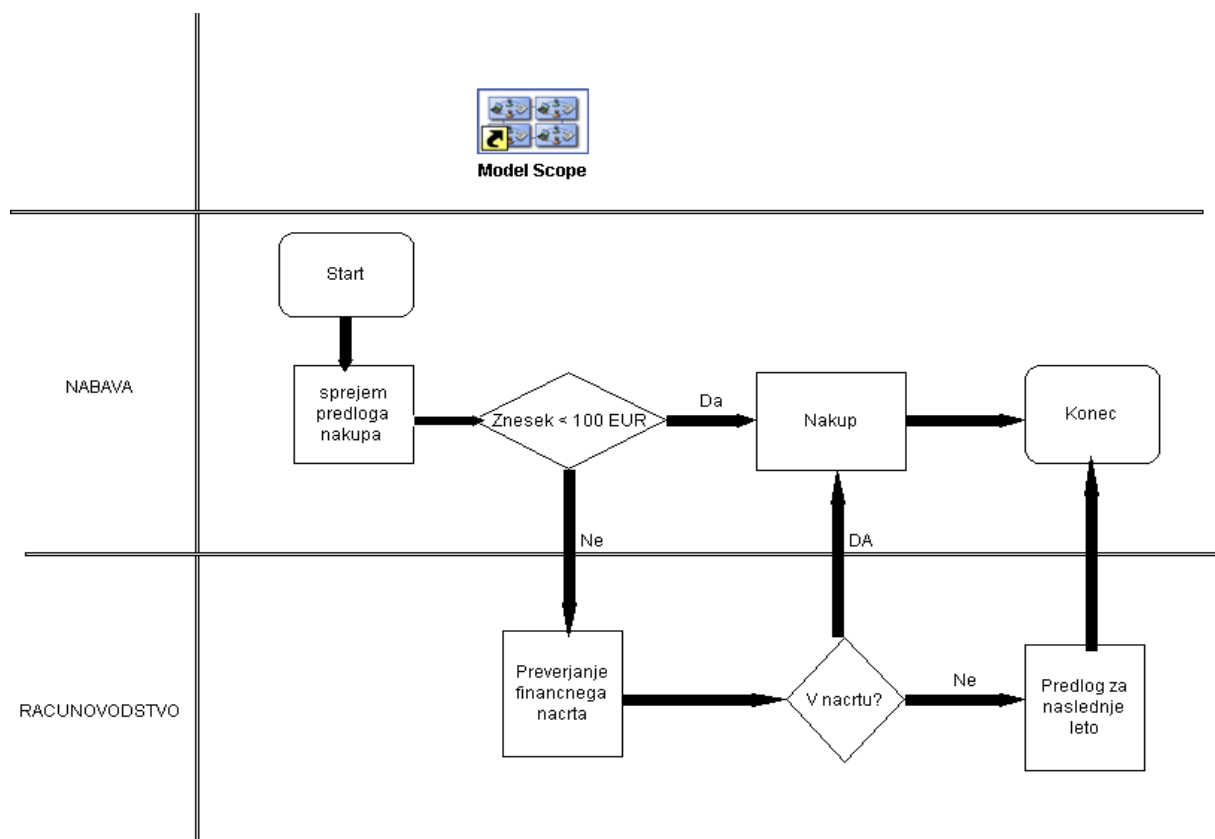 Model Scope
NABAVA
Start
sprejem
predloga
nakupa
Znesek < 100 EUR
Da
Nakup
Konec
Ne
DA
RACUNOVODSTVO
Preverjanje
financnega
nacrta
V nacrtu?
Ne
Predlog za
naslednje
leto